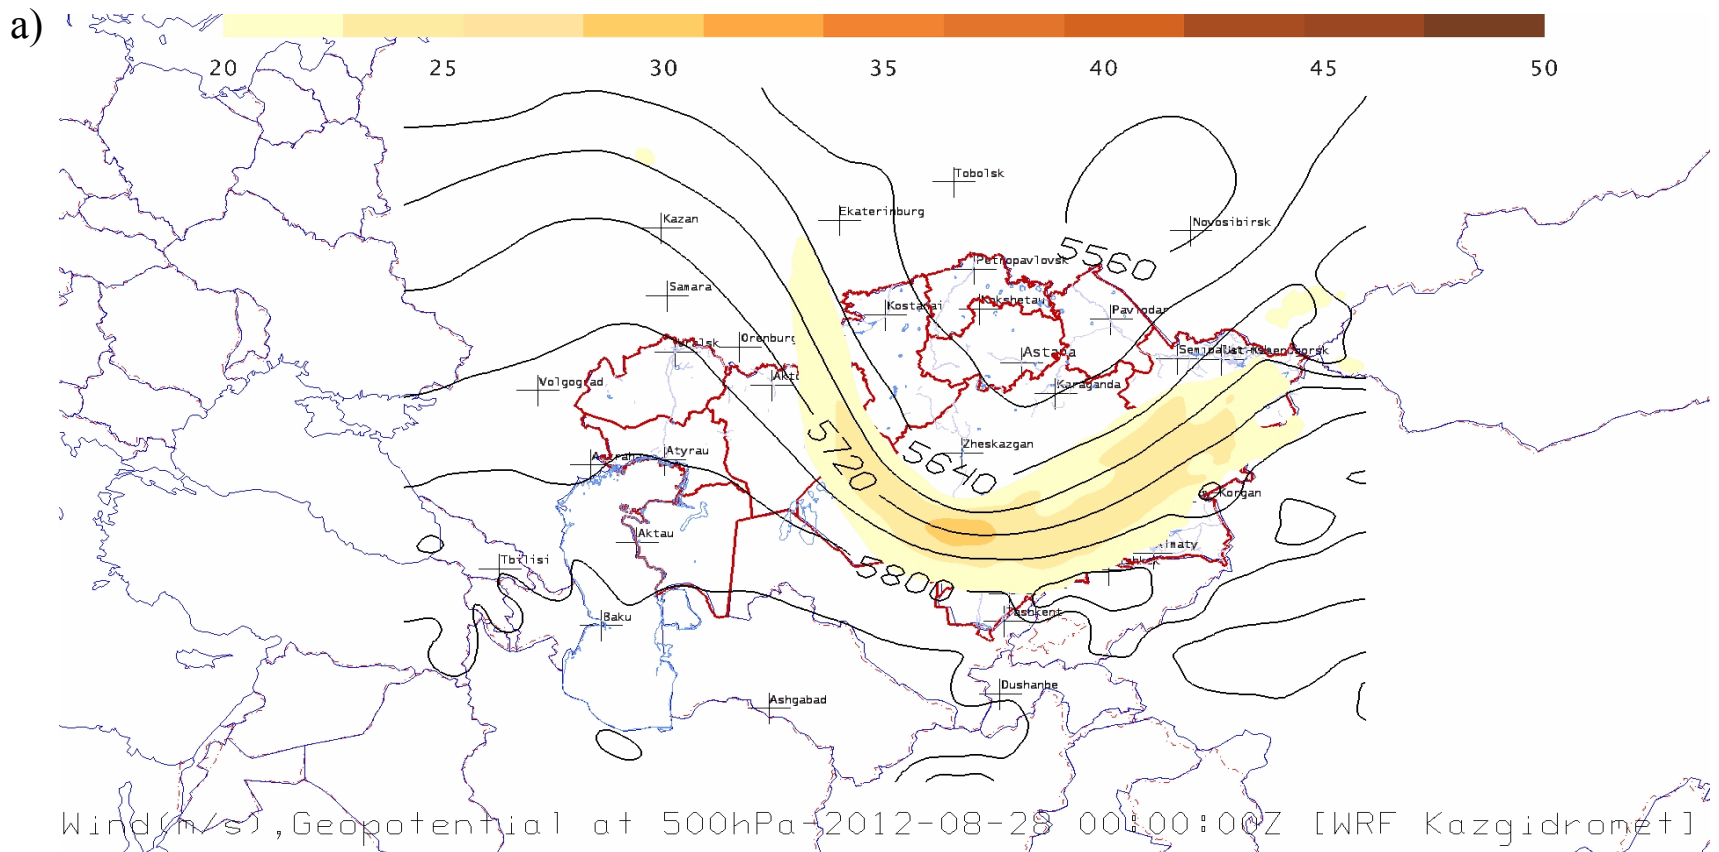 a)
20 25 30 35 40 45 50
Tobolsk
Ekaterinburg
Kazan
Novosibirsk
5560
Petropavlovsk
Samara
Kostanai
Kokshetau
Pavlodar
Orenburg
Uralsk
Astana
Volgograd
Karaganda
5720
Zheskazgan
5640
Atyrau
Korgan
Aktau
Tbilisi
5800
Baku
Tashkent
Dushanbe
Ashgabad
Wind(m/s),Geopotential at 500hPa-2012-08-28 00:00:00Z [WRF Kazgidromet]